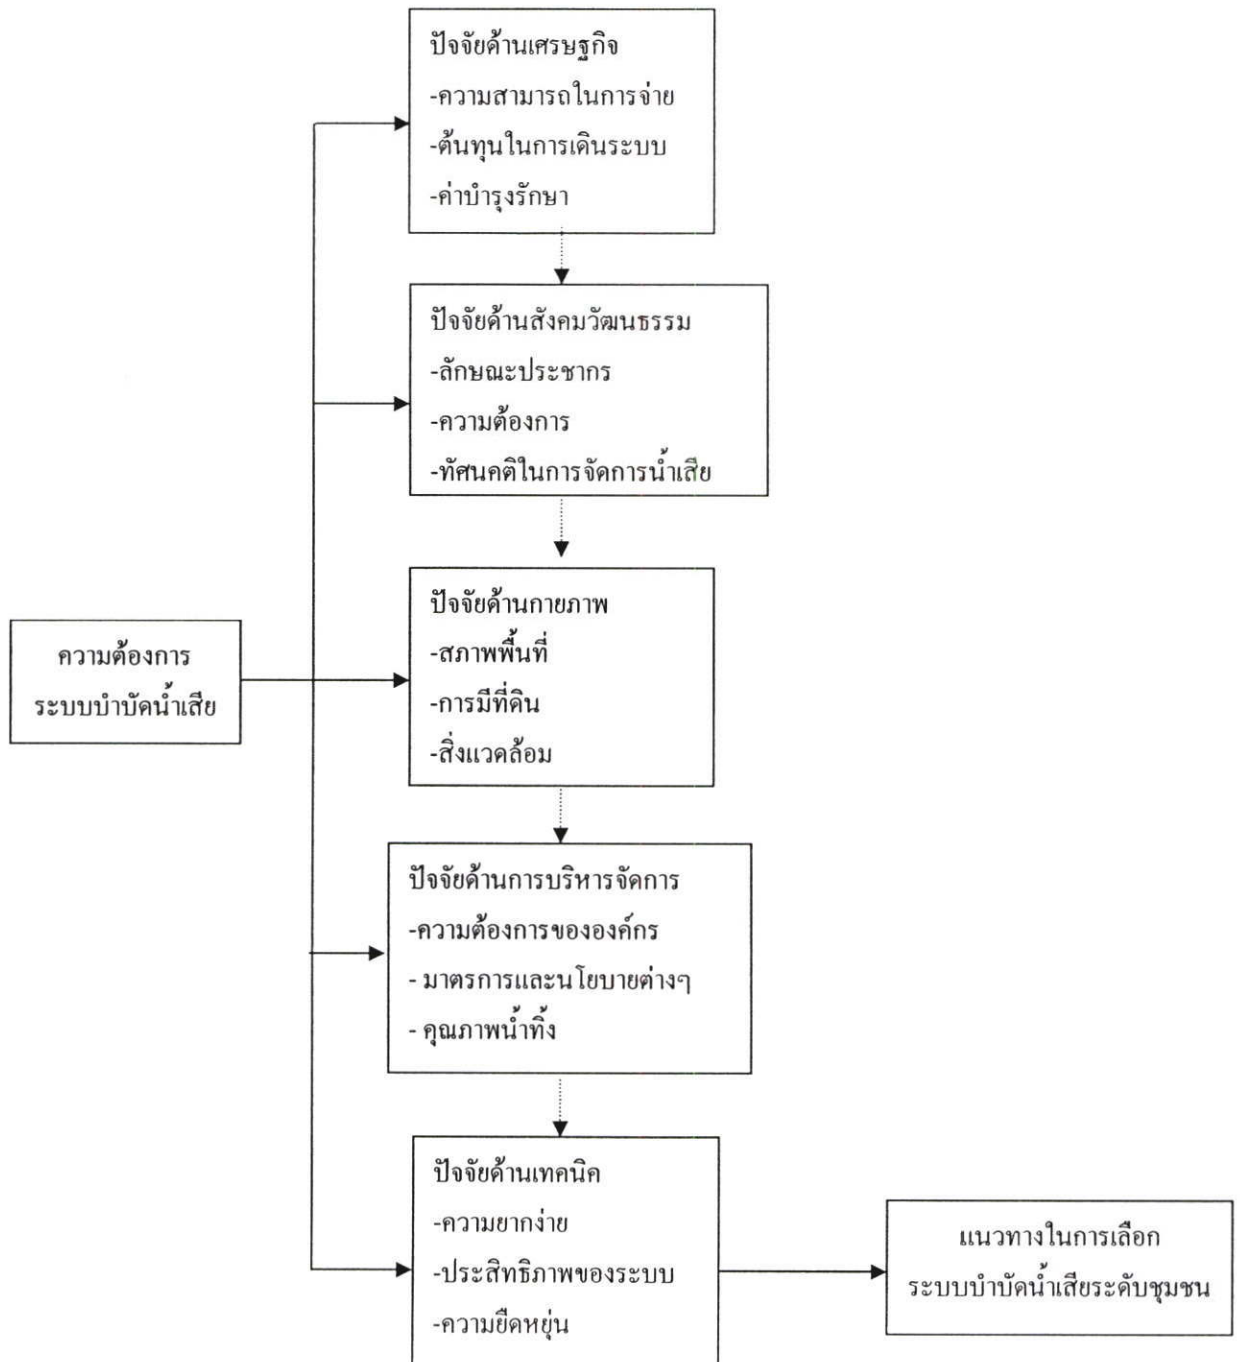 ปัจจัยด้านเศรษฐกิจ
-ความสามารถในการจ่าย
-ต้นทุนในการเดินระบบ
-ค่าบำรุงรักษา
ปัจจัยด้านสังคมวัฒนธรรม
-ลักษณะประชากร
-ความต้องการ
-ทัศนคติในการจัดการน้ำเสีย
ความต้องการ
ระบบบำบัดน้ำเสีย
ปัจจัยด้านกายภาพ
-สภาพพื้นที่
-การมีที่ดิน
-สิ่งแวดล้อม
ปัจจัยด้านการบริหารจัดการ
-ความต้องการขององค์กร
- มาตรการและนโยบายต่างๆ
- คุณภาพน้ำทิ้ง
ปัจจัยด้านเทคนิค
-ความยากง่าย
-ประสิทธิภาพของระบบ
-ความยืดหยุ่น
แนวทางในการเลือก
ระบบบำบัดน้ำเสียระดับชุมชน